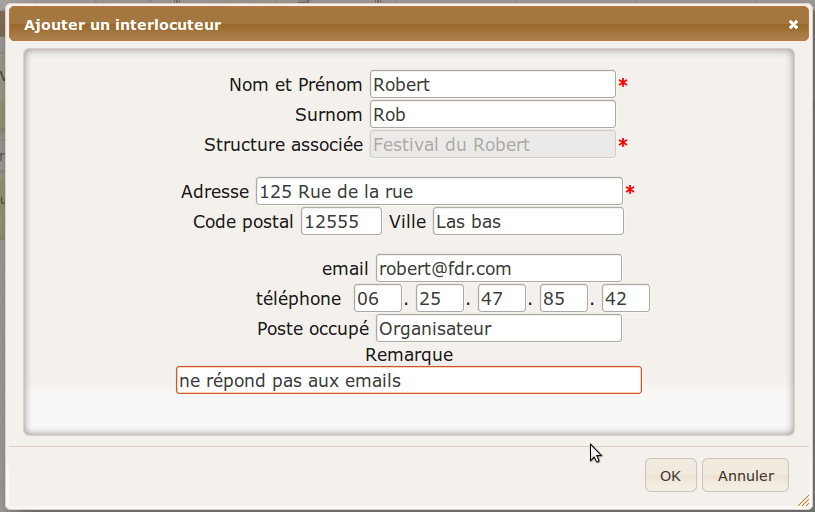 Ajouter un interlocuteur
Nom et Prénom Robert *
Surnom Rob
Structure associée Festival du Robert *
Adresse 125 Rue de la rue *
Code postal 12555 Ville Las bas
email robert@fdr.com
téléphone 06 . 25 . 47 . 85 . 42
Poste occupé Organisateur
Remarque
ne répond pas aux emails
OK Annuler